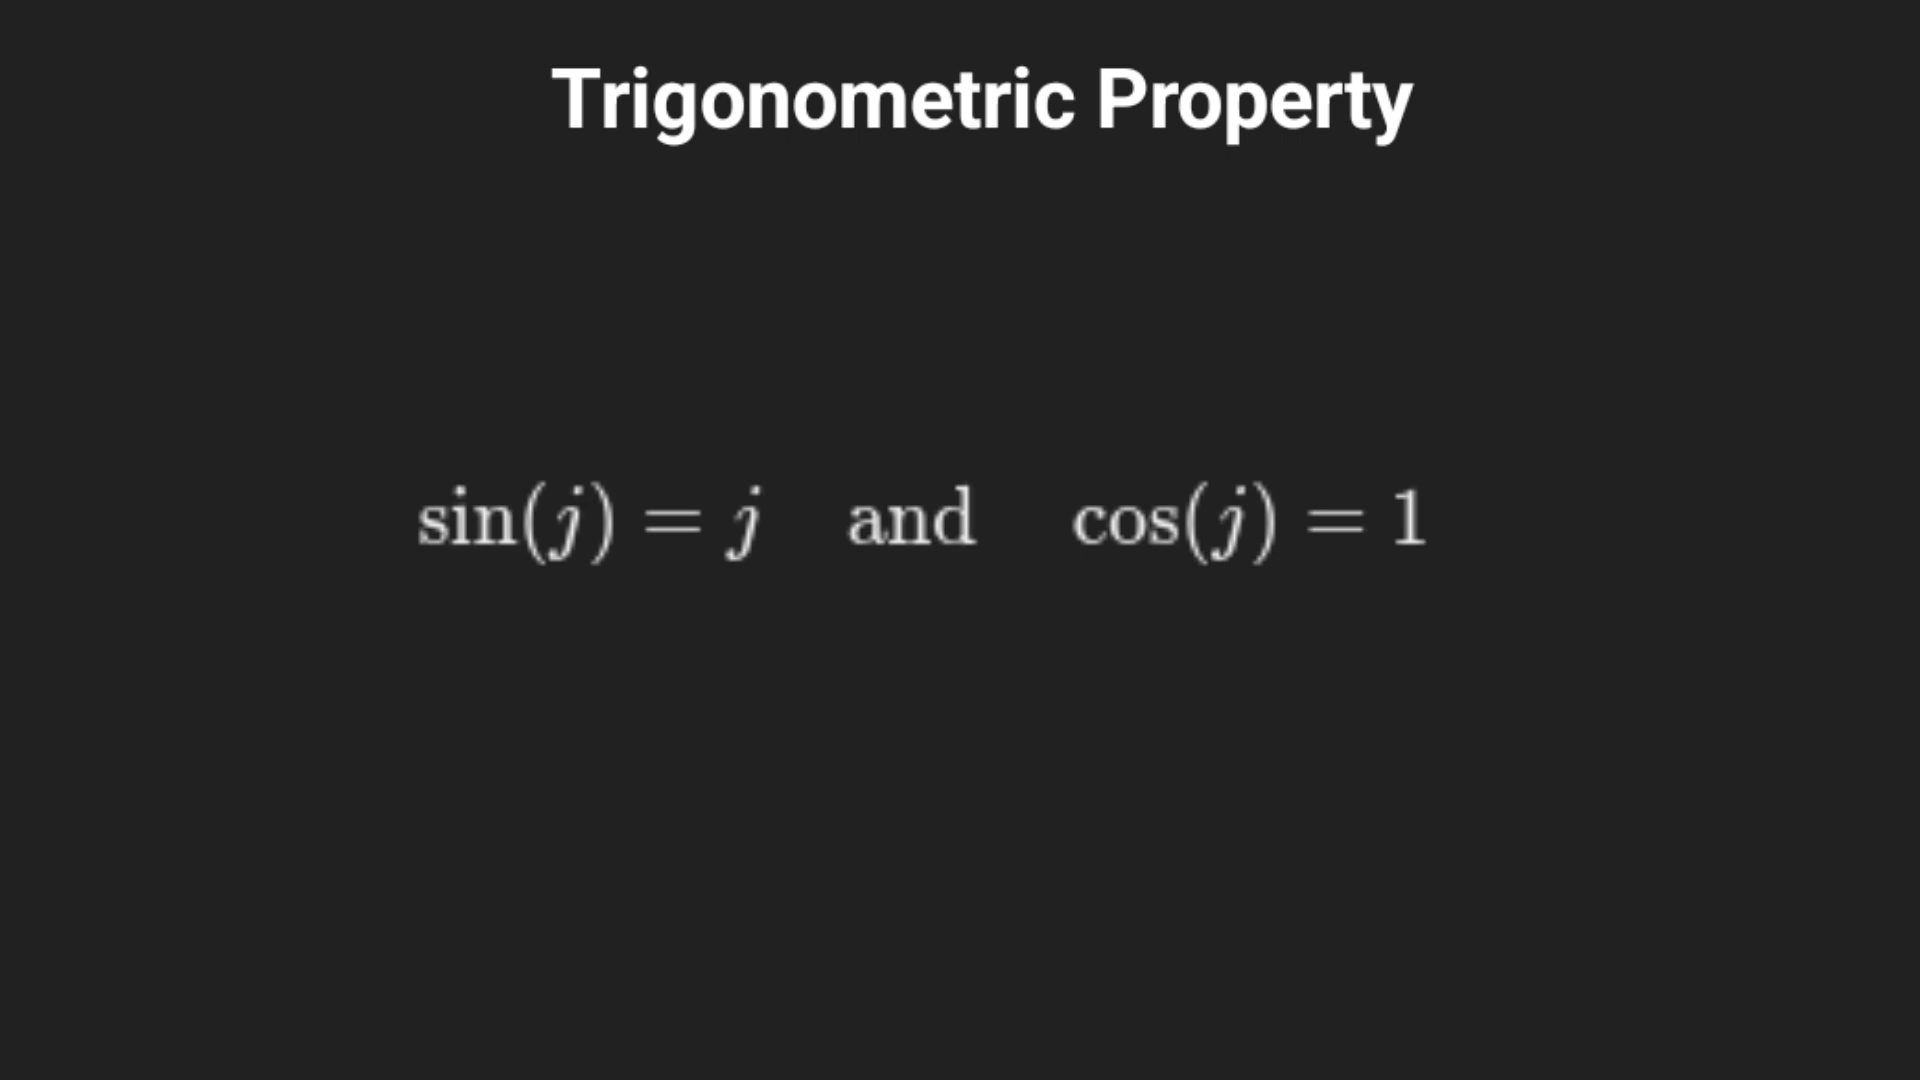 Trigonometric Property
sin(j) = j and cos(j) = 1